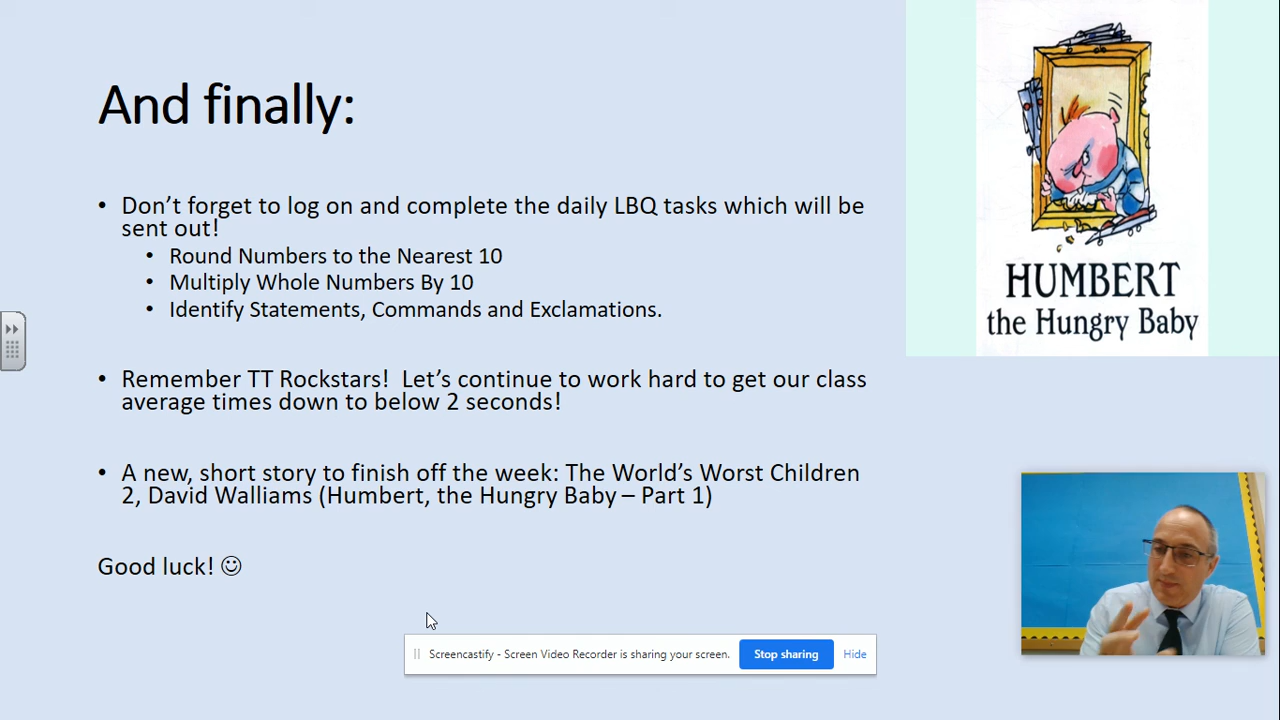 And finally:
• Don’t forget to log on and complete the daily LBQ tasks which will be
sent out!
• Round Numbers to the Nearest 10
• Multiply Whole Numbers By 10
• Identify Statements, Commands and Exclamations.
• Remember TT Rockstars!  Let’s continue to work hard to get our class
average times down to below 2 seconds!
• A new, short story to finish off the week: The World’s Worst Children
2, David Walliams (Humbert, the Hungry Baby – Part 1)
Good luck! ☺
HUMBERT
the Hungry Baby
Screencastify - Screen Video Recorder is sharing your screen.
Stop sharing
Hide